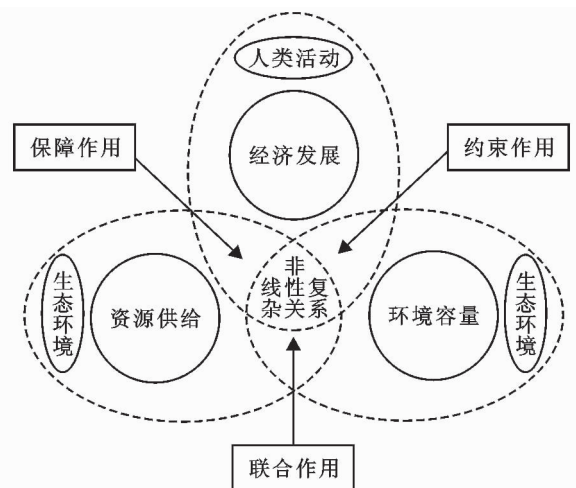 人类活动
经济发展
保障作用
约束作用
非
线性复
杂关系
生态环境
资源供给
环境容量
生态环境
联合作用